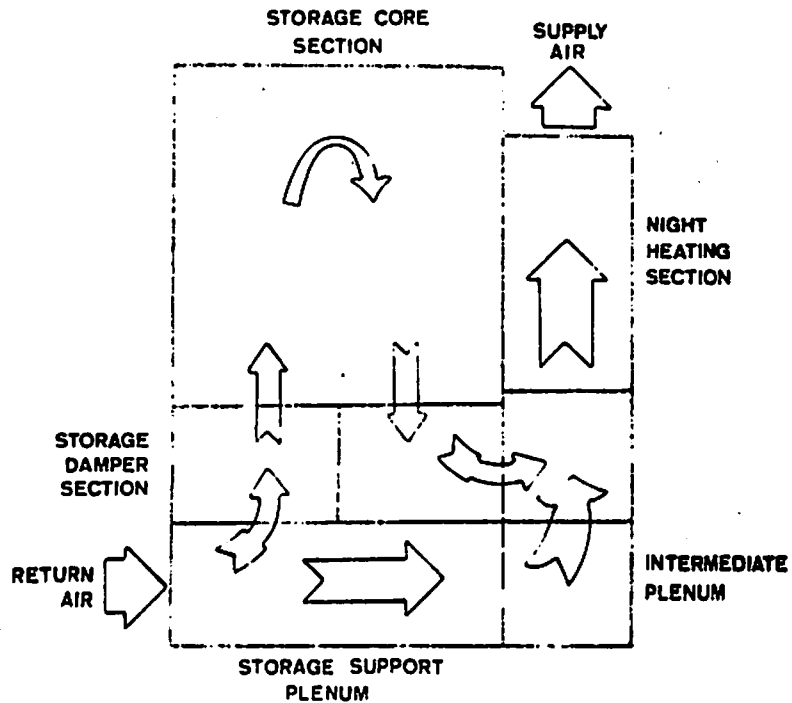 STORAGE CORE
SECTION
SUPPLY
AIR
NIGHT
HEATING
SECTION
STORAGE
DAMPER
SECTION
RETURN
AIR
INTERMEDIATE
PLENUM
STORAGE SUPPORT
PLENUM